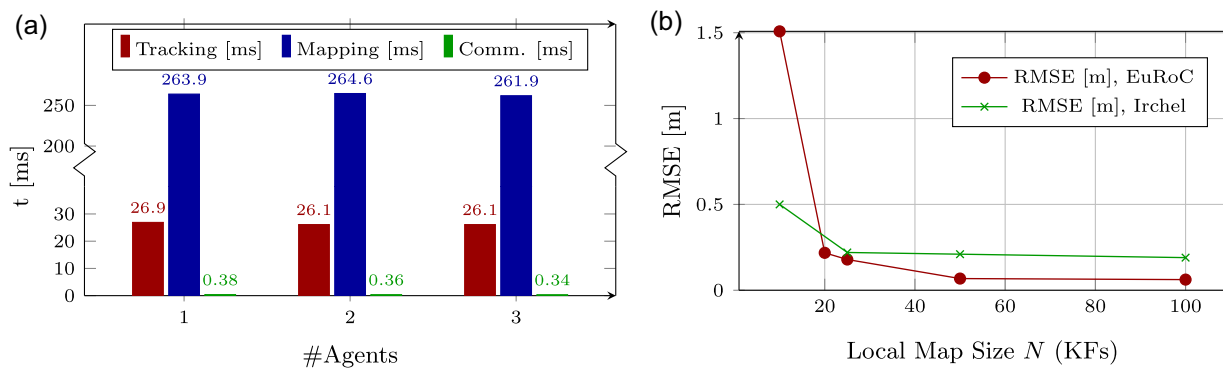 (a)
Tracking [ms] Mapping [ms] Comm. [ms]
263.9 264.6 261.9
250
200
t [ms]
30
20
10
0
26.9 26.1 26.1
0.38 0.36 0.34
1 2 3
#Agents
(b)
1.5
1
0.5
0
RMSE [m]
RMSE [m], EuRoC
RMSE [m], Irchel
20 40 60 80 100
Local Map Size N (KFs)